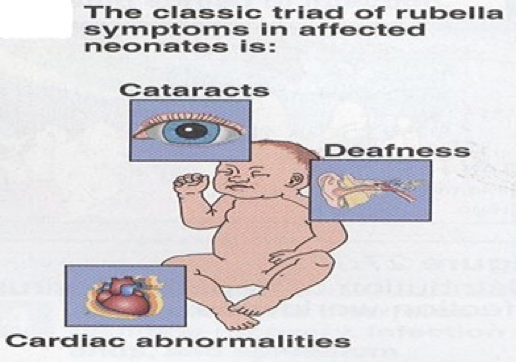 The classic triad of rubella
symptoms in affected
neonates is:
Cataracts
Deafness
Cardiac abnormalities